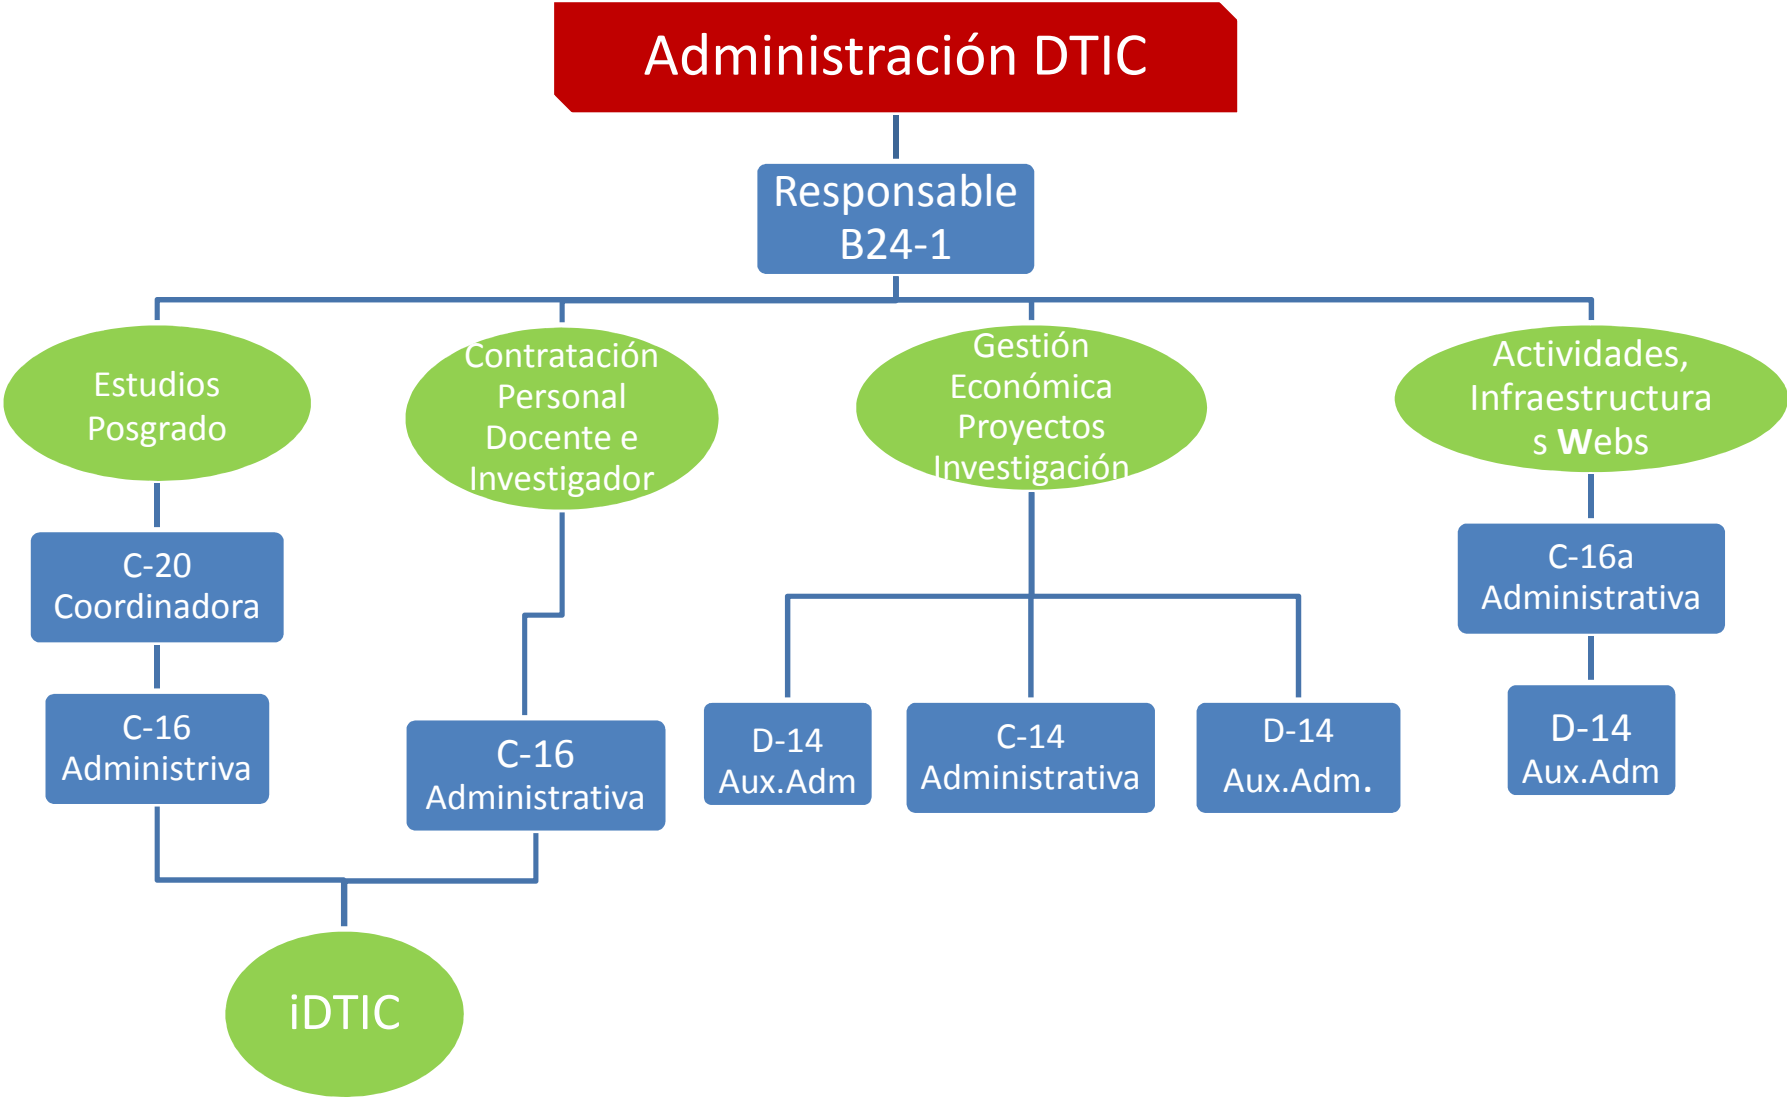 Administración DTIC
Responsable
B24-1
Estudios
Posgrado
Contratación
Personal
Docente e
Investigador
Gestión
Económica
Proyectos
Investigación
Actividades,
Infraestructura
s Webs
C-20
Coordinadora
C-16a
Administrativa
C-16
Administriva
C-16
Administrativa
D-14
Aux.Adm
C-14
Administrativa
D-14
Aux.Adm.
D-14
Aux.Adm
iDTIC